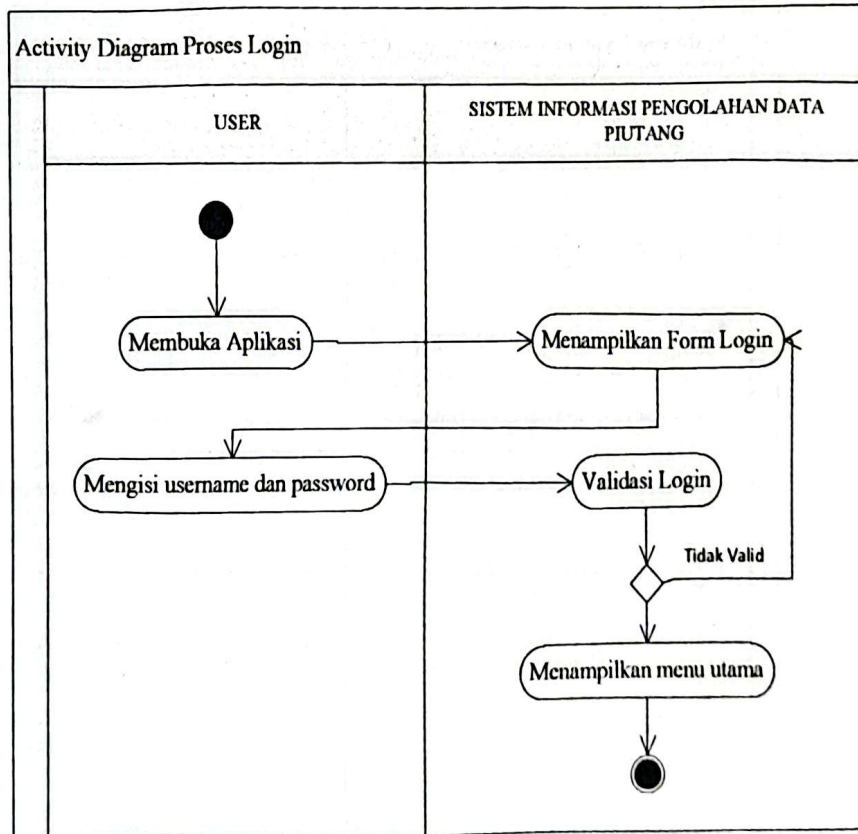 Activity Diagram Proses Login
USER
SISTEM INFORMASI PENGOLAHAN DATA
PIUTANG
Membuka Aplikasi
Menampilkan Form Login
Mengisi username dan password
Validasi Login
Tidak Valid
Menampilkan menu utama